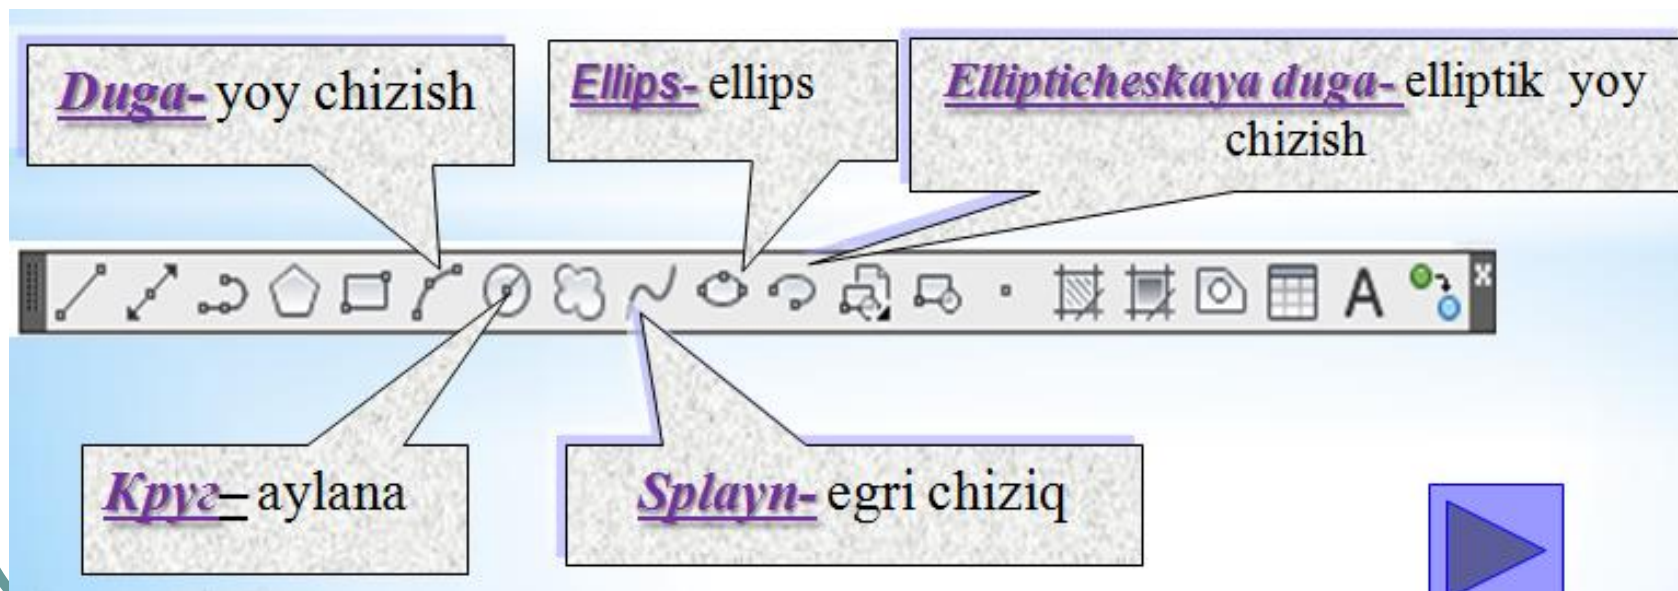 Duga- yoy chizish
Ellips- ellips
Ellipticheskaya duga- elliptik yoy
chizish
A
Круг– aylana
Splayn- egri chiziq